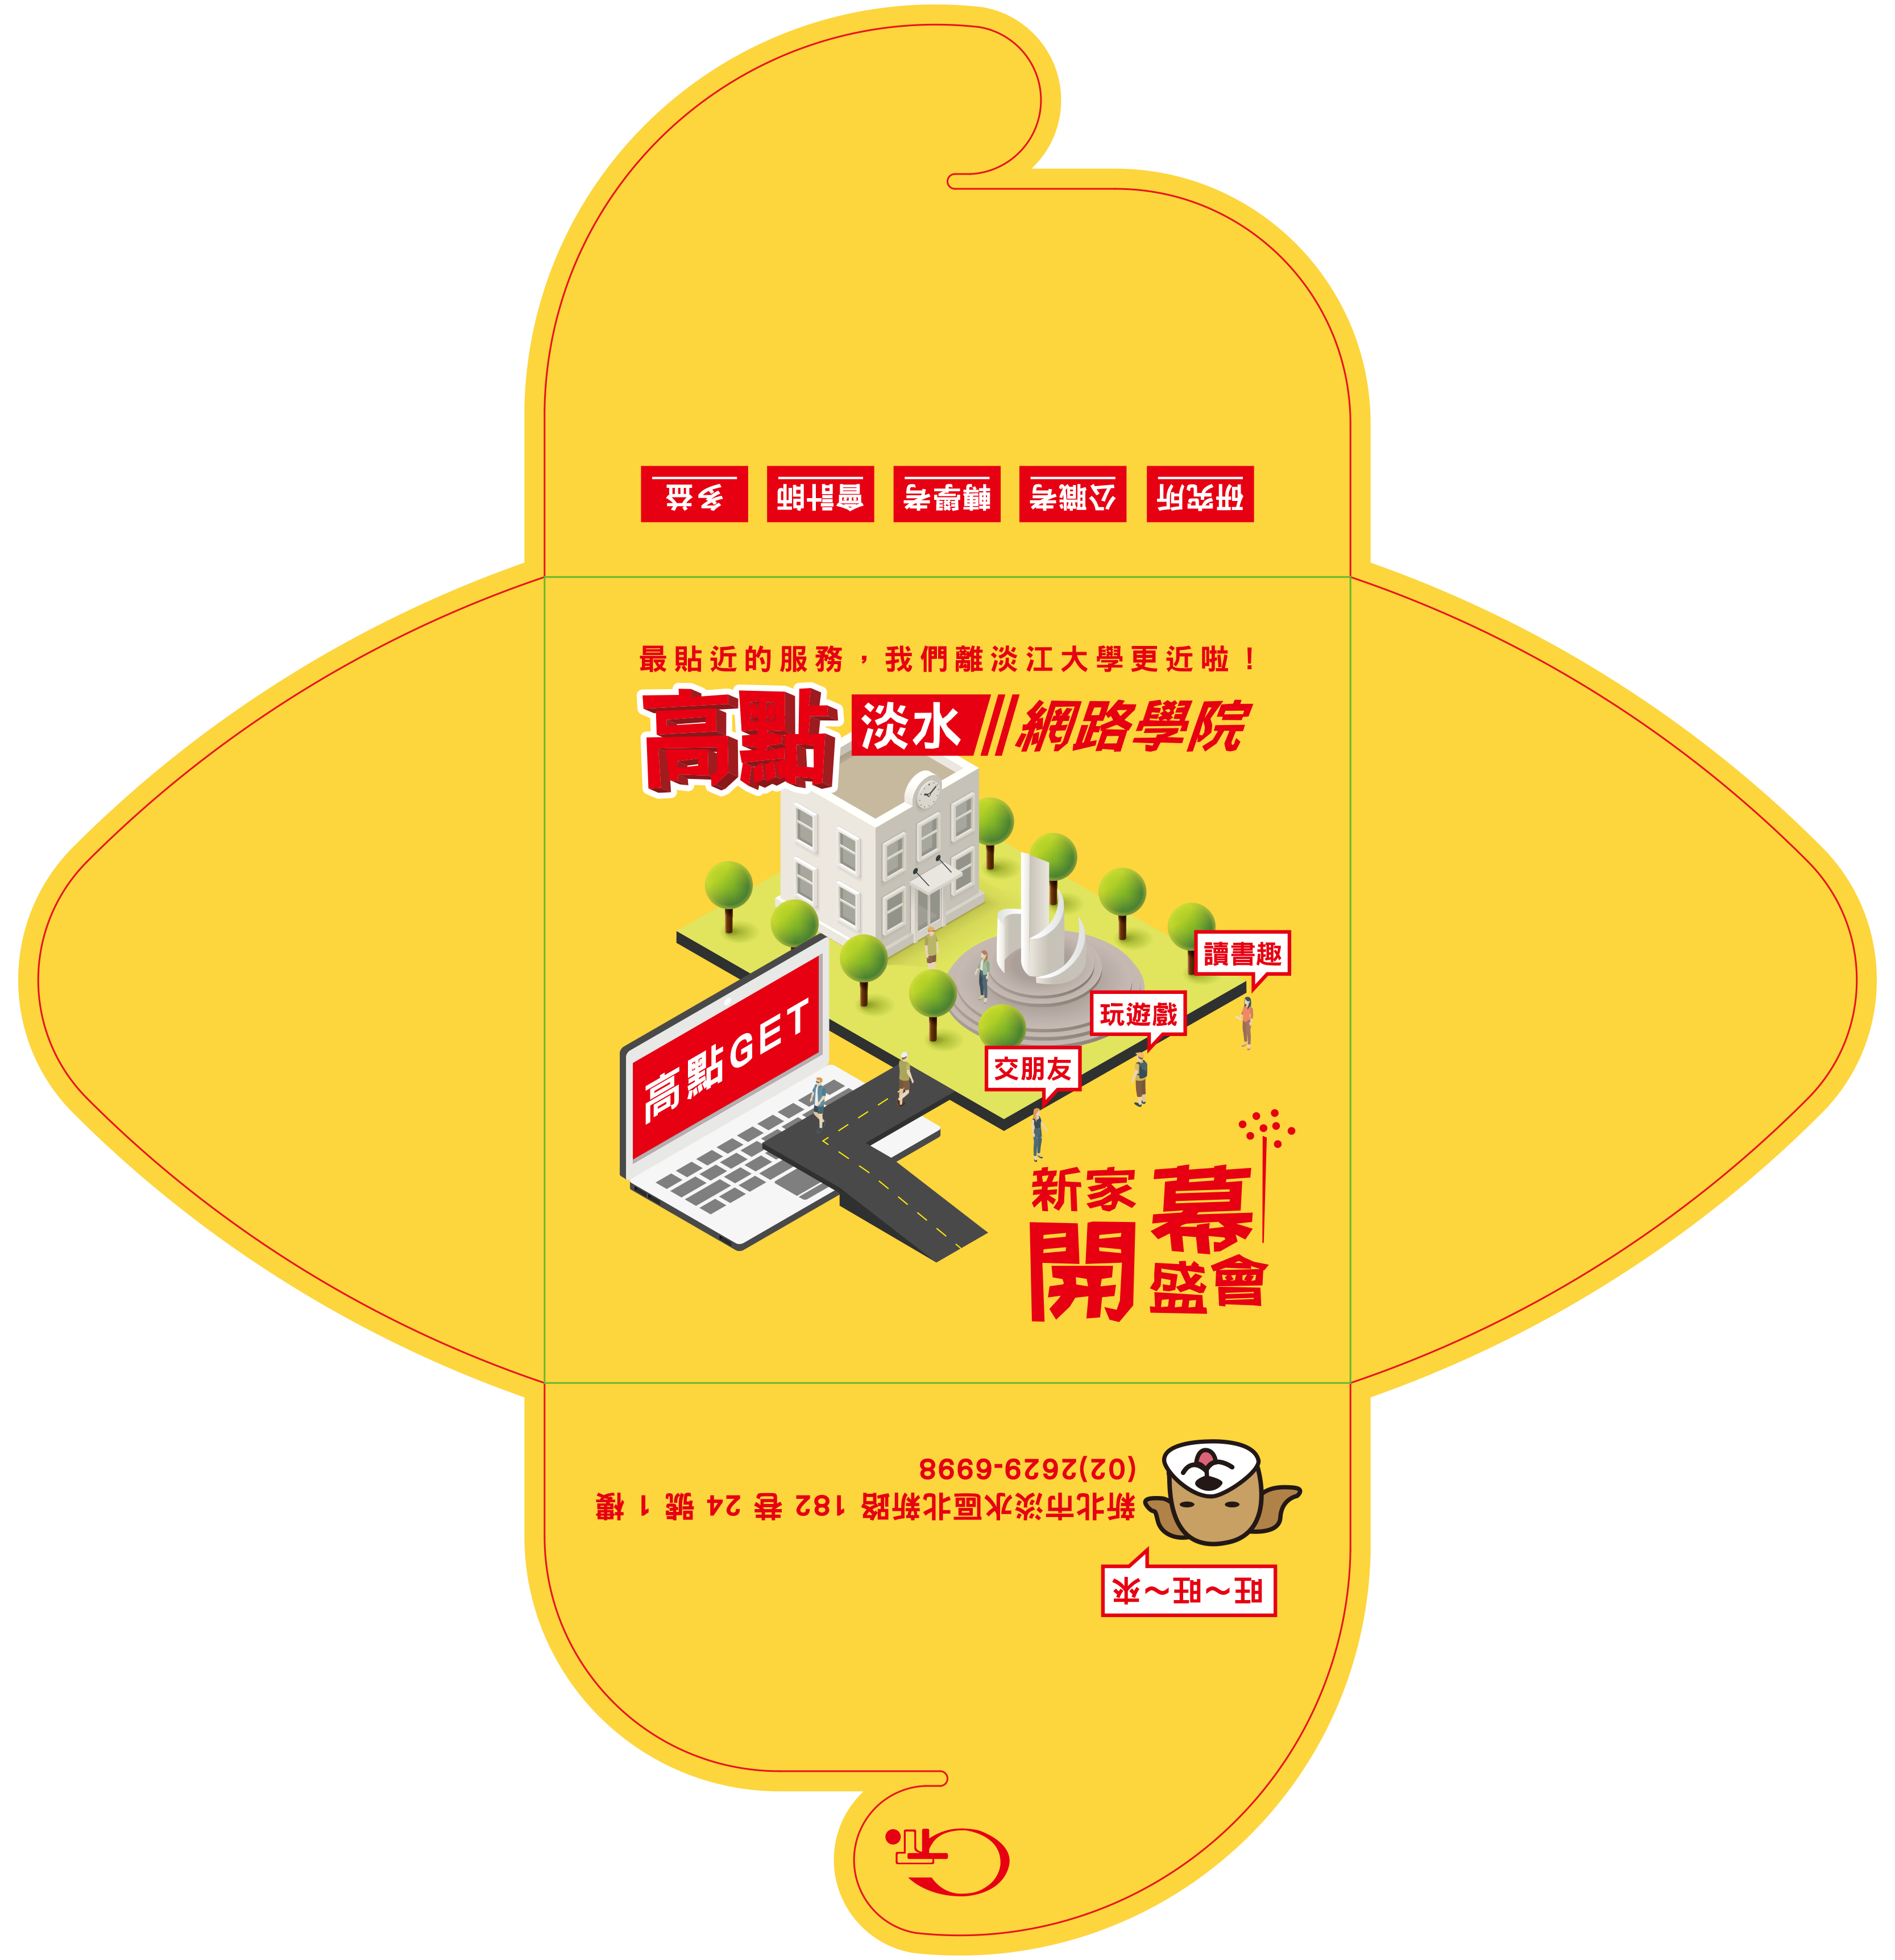 研究所
公職考
轉學考
會計師
多益
最貼近的服務，我們離淡江大學更近啦！
高點 淡水 網路學院
讀書趣
玩遊戲
交朋友
高點GET
新家
開幕
盛會
旺～旺～來
新北市淡水區北新路 182 巷 24 號 1 樓
(02)2629-6998